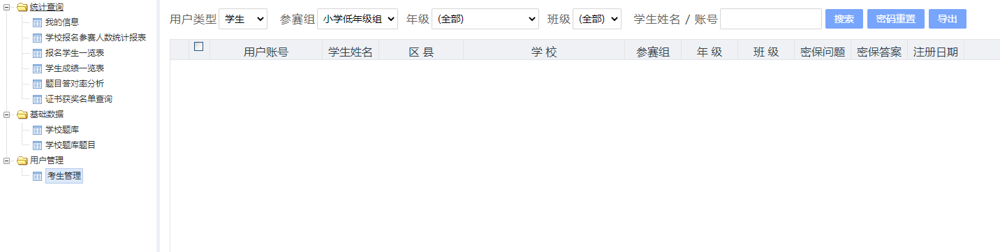 统计查询
我的信息
学校报名参赛人数统计报表
报名学生一览表
学生成绩一览表
题目答对率分析
证书获奖名单查询
基础数据
学校题库
学校题库题目
用户管理
考生管理
用户类型 学生 参赛组 小学低年级组 年级 (全部) 班级 (全部) 学生姓名 / 账号 搜索 密码重置 导出
用户账号 学生姓名 区 县 学 校 参赛组 年 级 班 级 密保问题 密保答案 注册日期